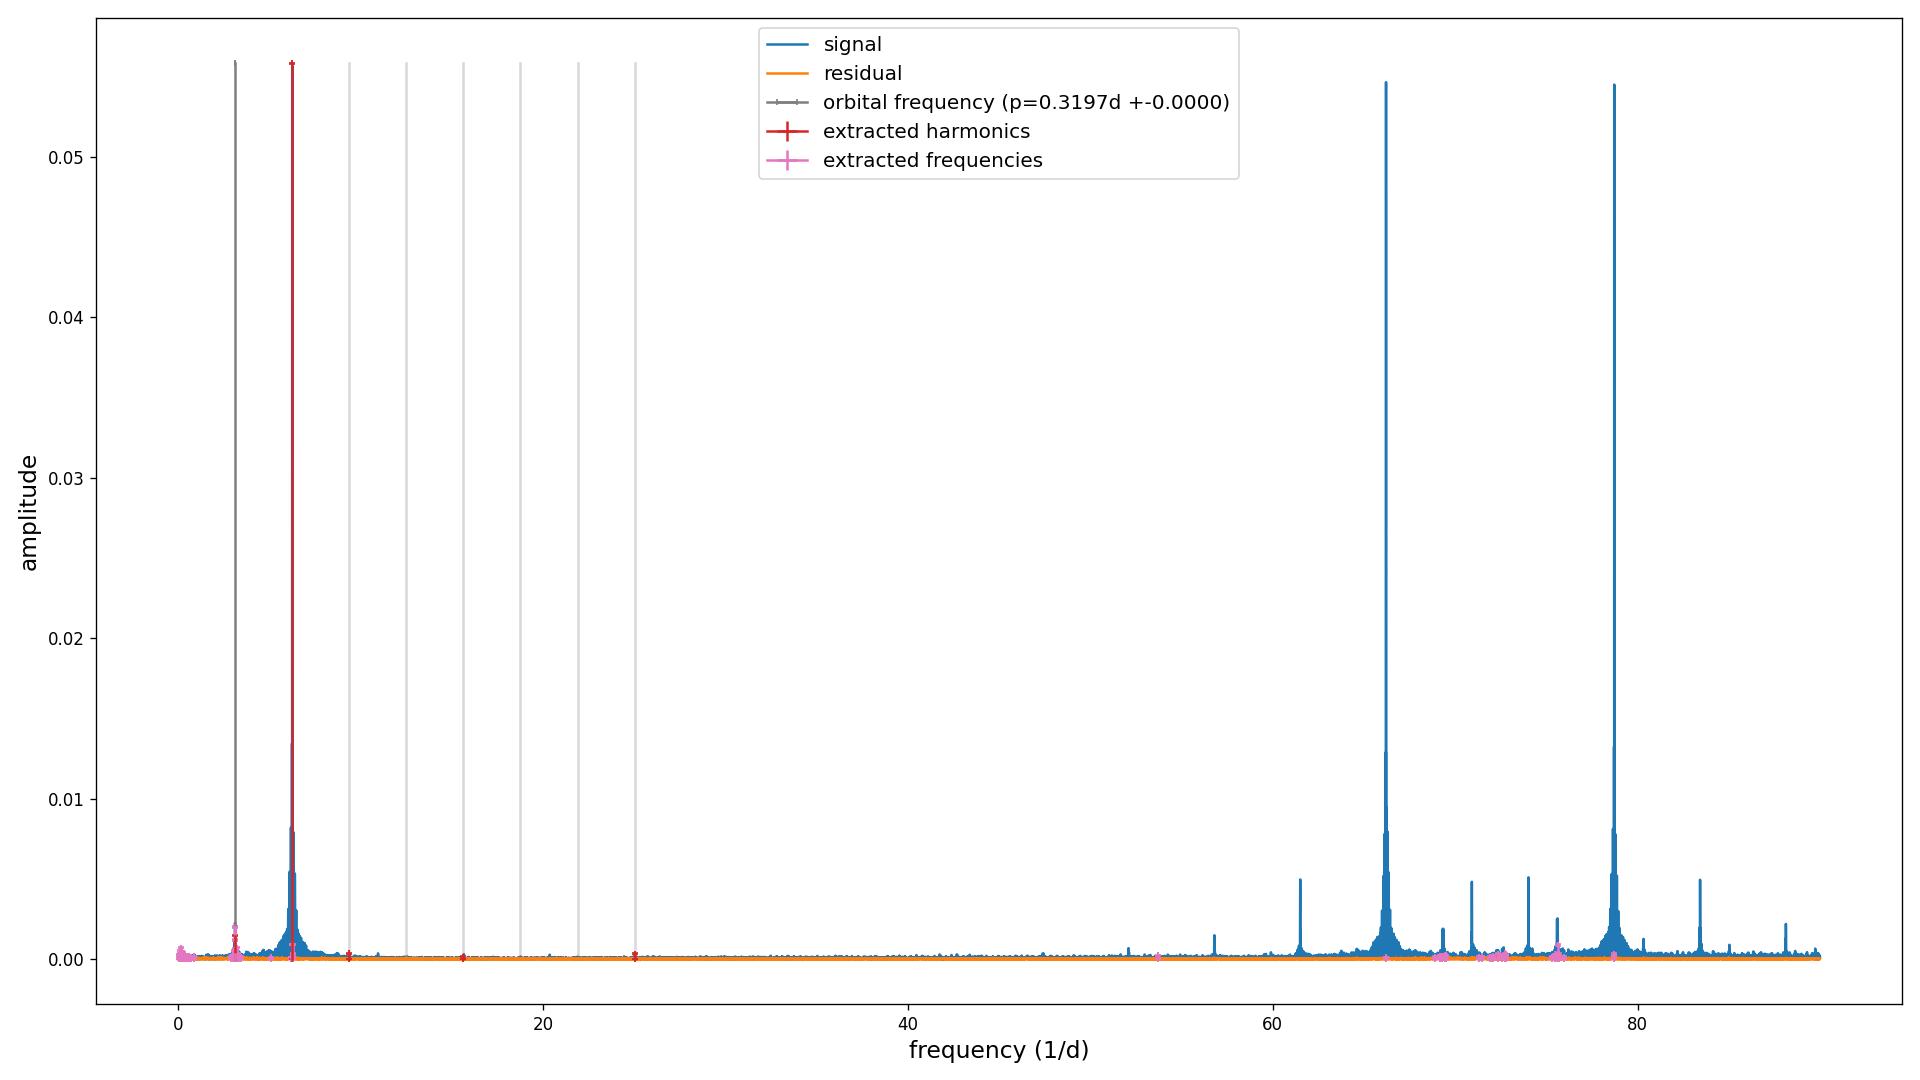 signal
residual
orbital frequency (p=0.3197d +-0.0000)
extracted harmonics
extracted frequencies
0.05
0.04
0.03
0.02
0.01
0.00
amplitude
0 20 40 60 80
frequency (1/d)